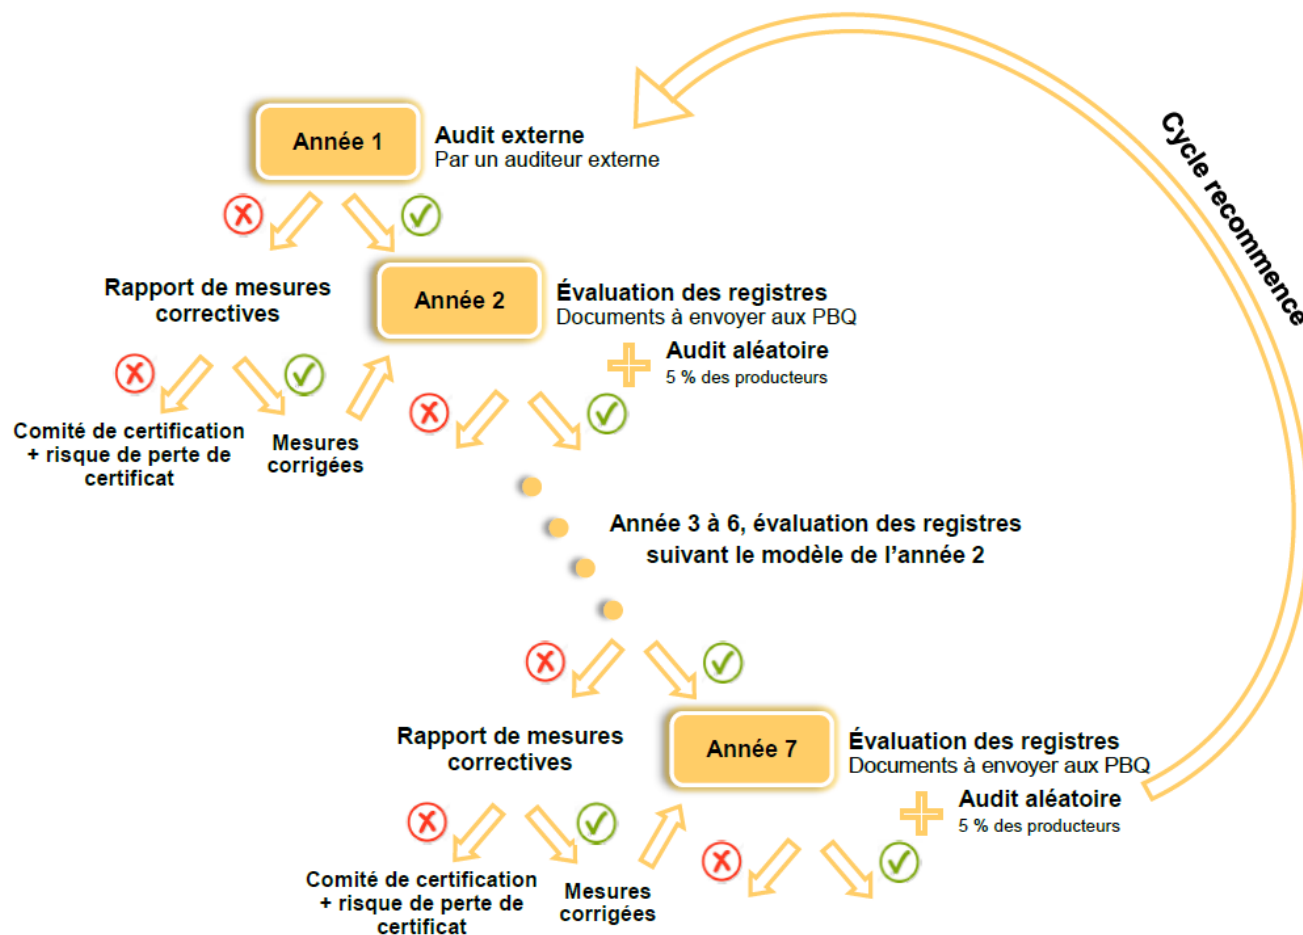 Année 1
Audit externe
Par un auditeur externe
Cycle recommence
Rapport de mesures
correctives
Année 2
Évaluation des registres
Documents à envoyer aux PBQ
Audit aléatoire
5 % des producteurs
Comité de certification
+ risque de perte de
certificat
Mesures
corrigées
Année 3 à 6, évaluation des registres
suivant le modèle de l’année 2
Rapport de mesures
correctives
Année 7
Évaluation des registres
Documents à envoyer aux PBQ
Audit aléatoire
5 % des producteurs
Comité de certification
+ risque de perte de
certificat
Mesures
corrigées